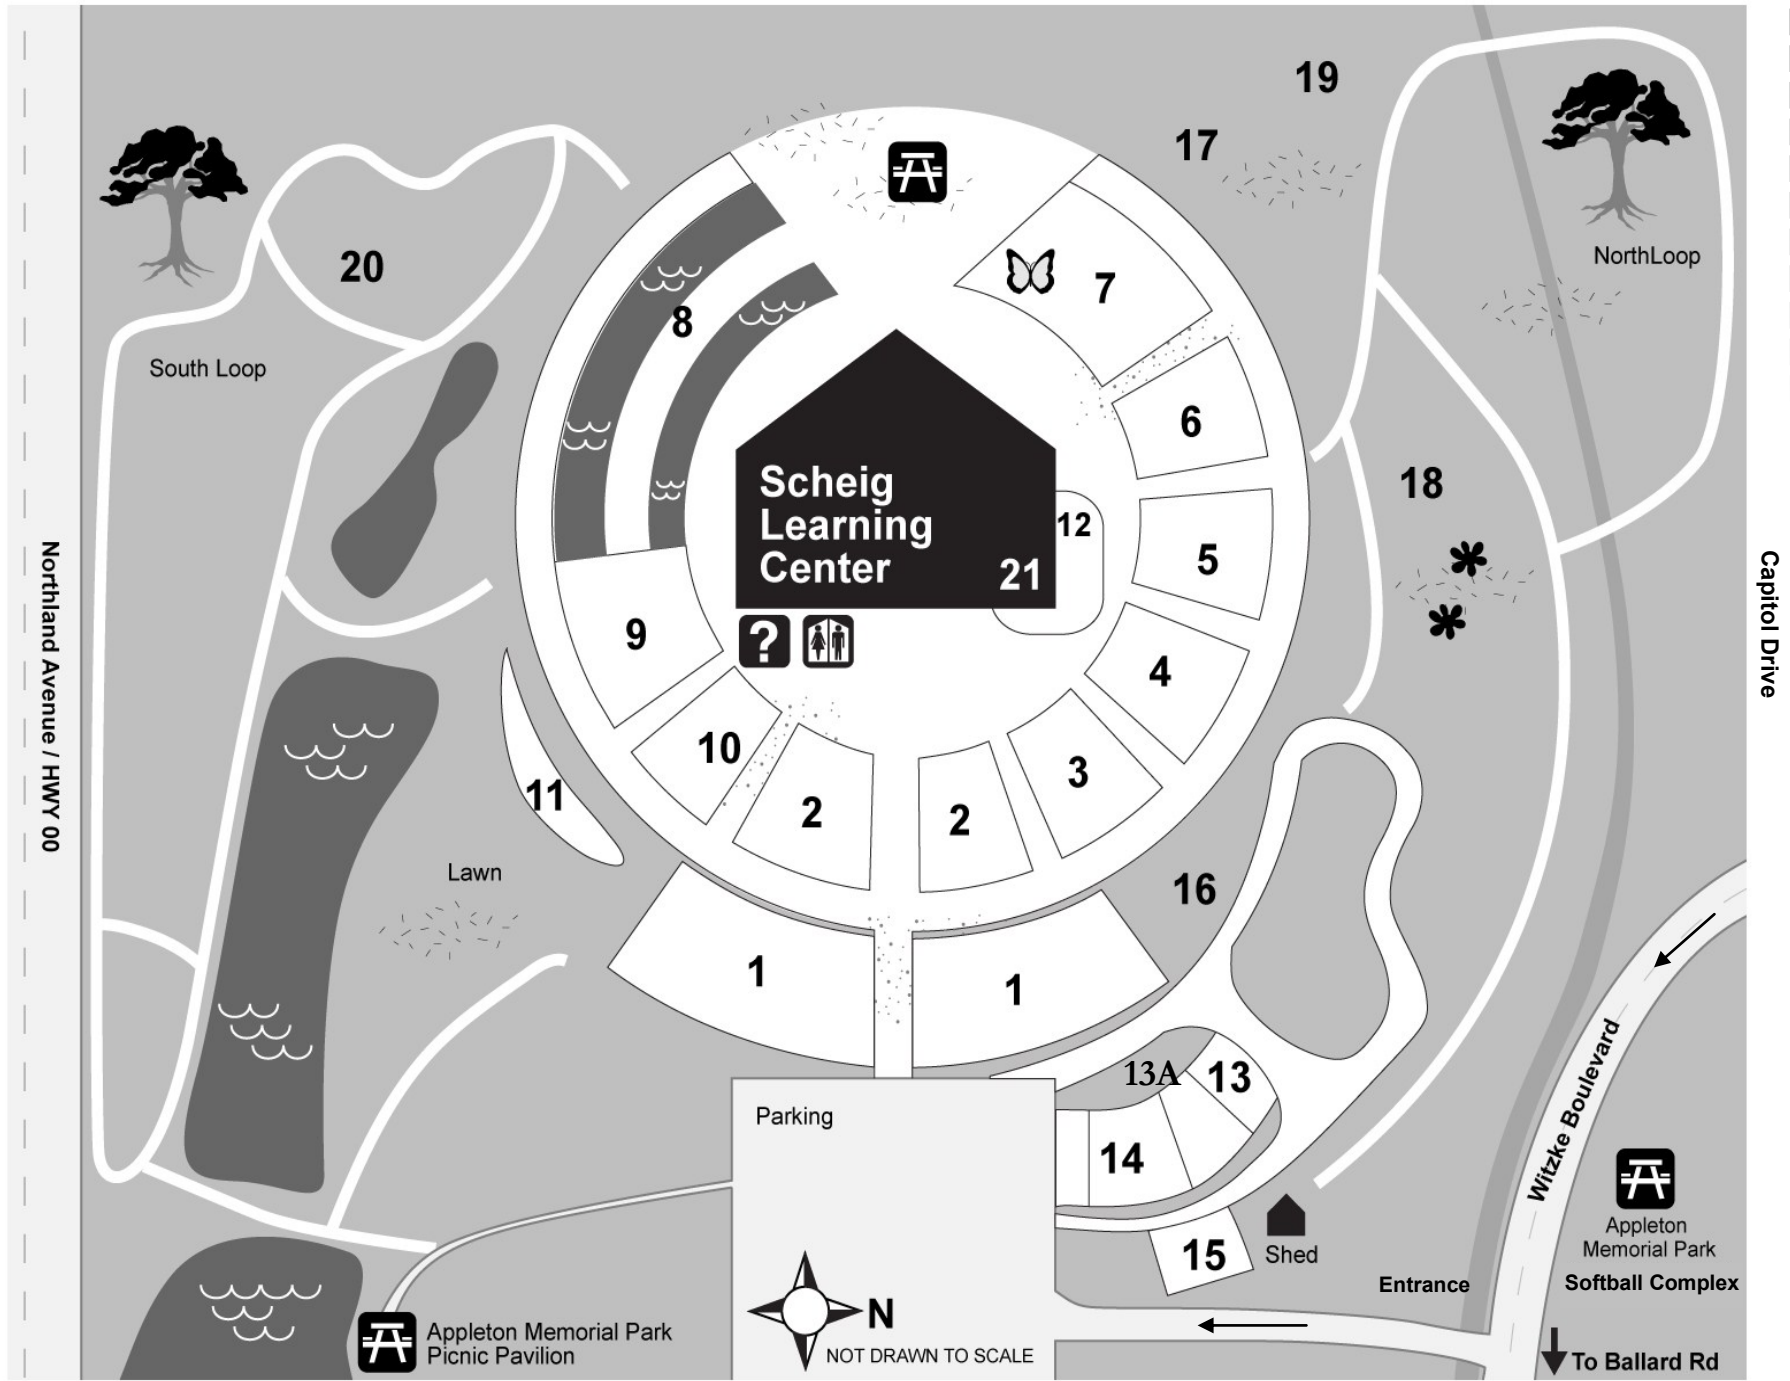 19
17
NorthLoop
20
7
8
South Loop
6
18
Scheig
Learning
Center
21
12
5
?
9
4
10
3
11
2
2
Lawn
16
1
1
13A
13
Parking
14
15
Shed
N
NOT DRAWN TO SCALE
Appleton Memorial Park
Picnic Pavilion
Northland Avenue / HWY 00
Capitol Drive
Witzke Boulevard
Appleton
Memorial Park
Softball Complex
Entrance
To Ballard Rd